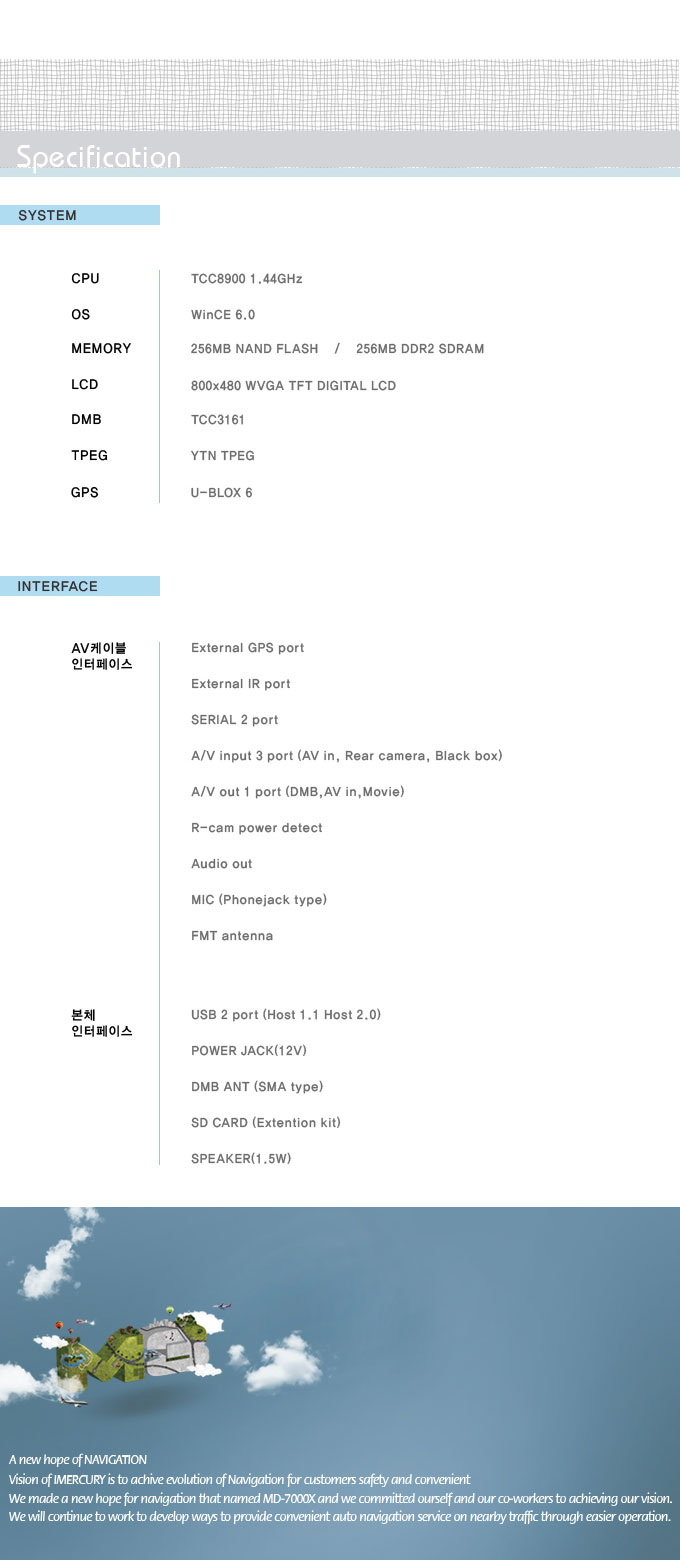 Specification
SYSTEM
CPU TCC8900 1.44GHz
OS WinCE 6.0
MEMORY 256MB NAND FLASH / 256MB DDR2 SDRAM
LCD 800x480 WVGA TFT DIGITAL LCD
DMB TCC3161
TPEG YTN TPEG
GPS U-BLOX 6
INTERFACE
AV케이블
인터페이스
External GPS port
External IR port
SERIAL 2 port
A/V input 3 port (AV in, Rear camera, Black box)
A/V out 1 port (DMB,AV in,Movie)
R-cam power detect
Audio out
MIC (Phonejack type)
FMT antenna
본체
인터페이스
USB 2 port (Host 1.1 Host 2.0)
POWER JACK(12V)
DMB ANT (SMA type)
SD CARD (Extention kit)
SPEAKER(1.5W)
A new hope of NAVIGATION
Vision of IMERCURY is to achive evolution of Navigation for customers safety and convenient
We made a new hope for navigation that named MD-7000X and we committed ourself and our co-workers to achieving our vision.
We will continue to work to develop ways to provide convenient auto navigation service on nearby traffic through easier operation.